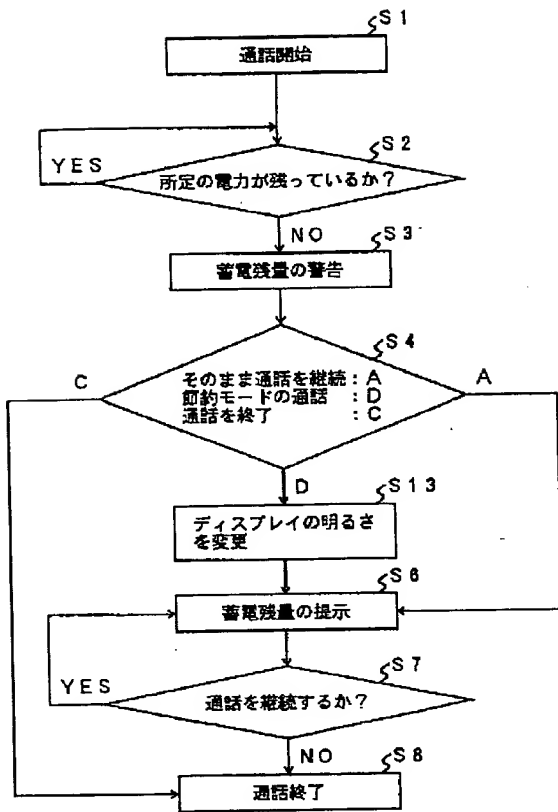 S1
通話開始
S2
YES
所定の電力が残っているか?
NO
S3
蓄電残量の警告
S4
C
A
そのまま通話を継続:A
節約モードの通話 :D
通話を終了 :C
D
S13
ディスプレイの明るさ
を変更
S6
蓄電残量の提示
S7
YES
通話を継続するか?
NO
S8
通話終了